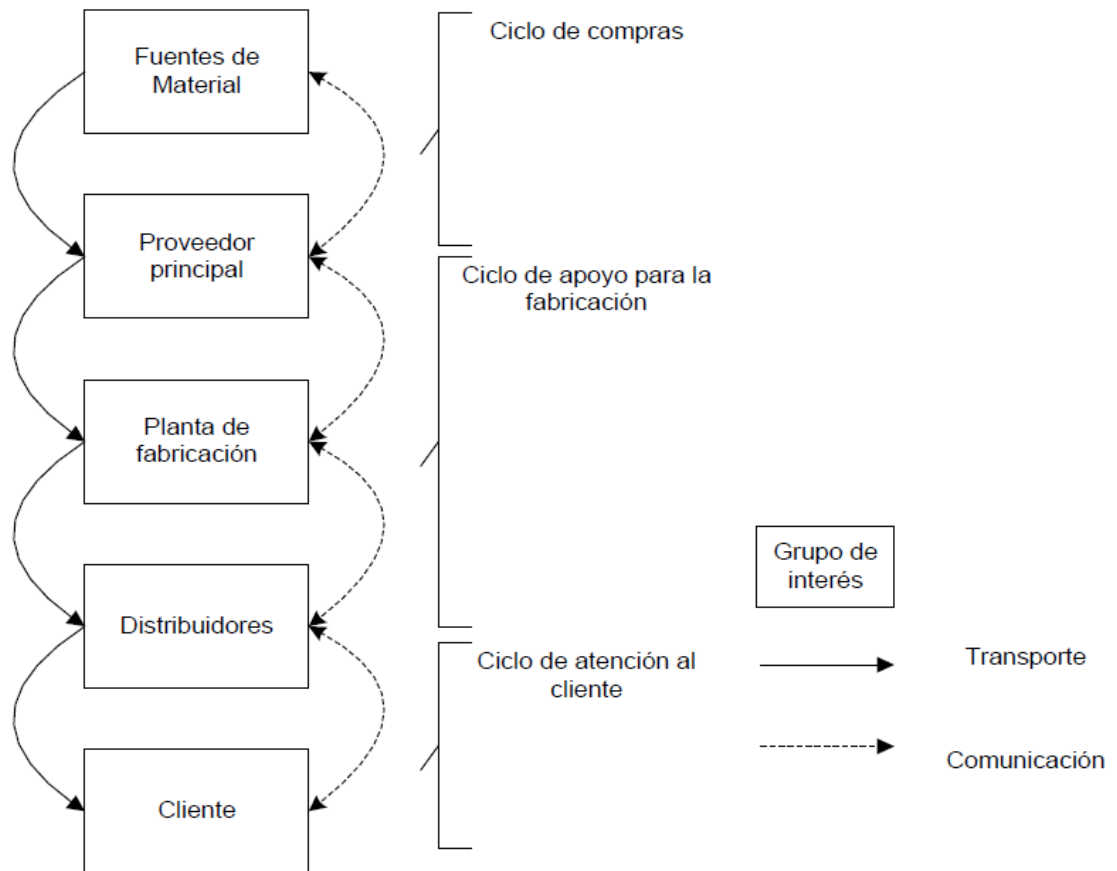 Fuentes de
Material
Ciclo de compras
Proveedor
principal
Ciclo de apoyo para la
fabricación
Planta de
fabricación
Distribuidores
Ciclo de atención al
cliente
Cliente
Grupo de
interés
Transporte
Comunicación